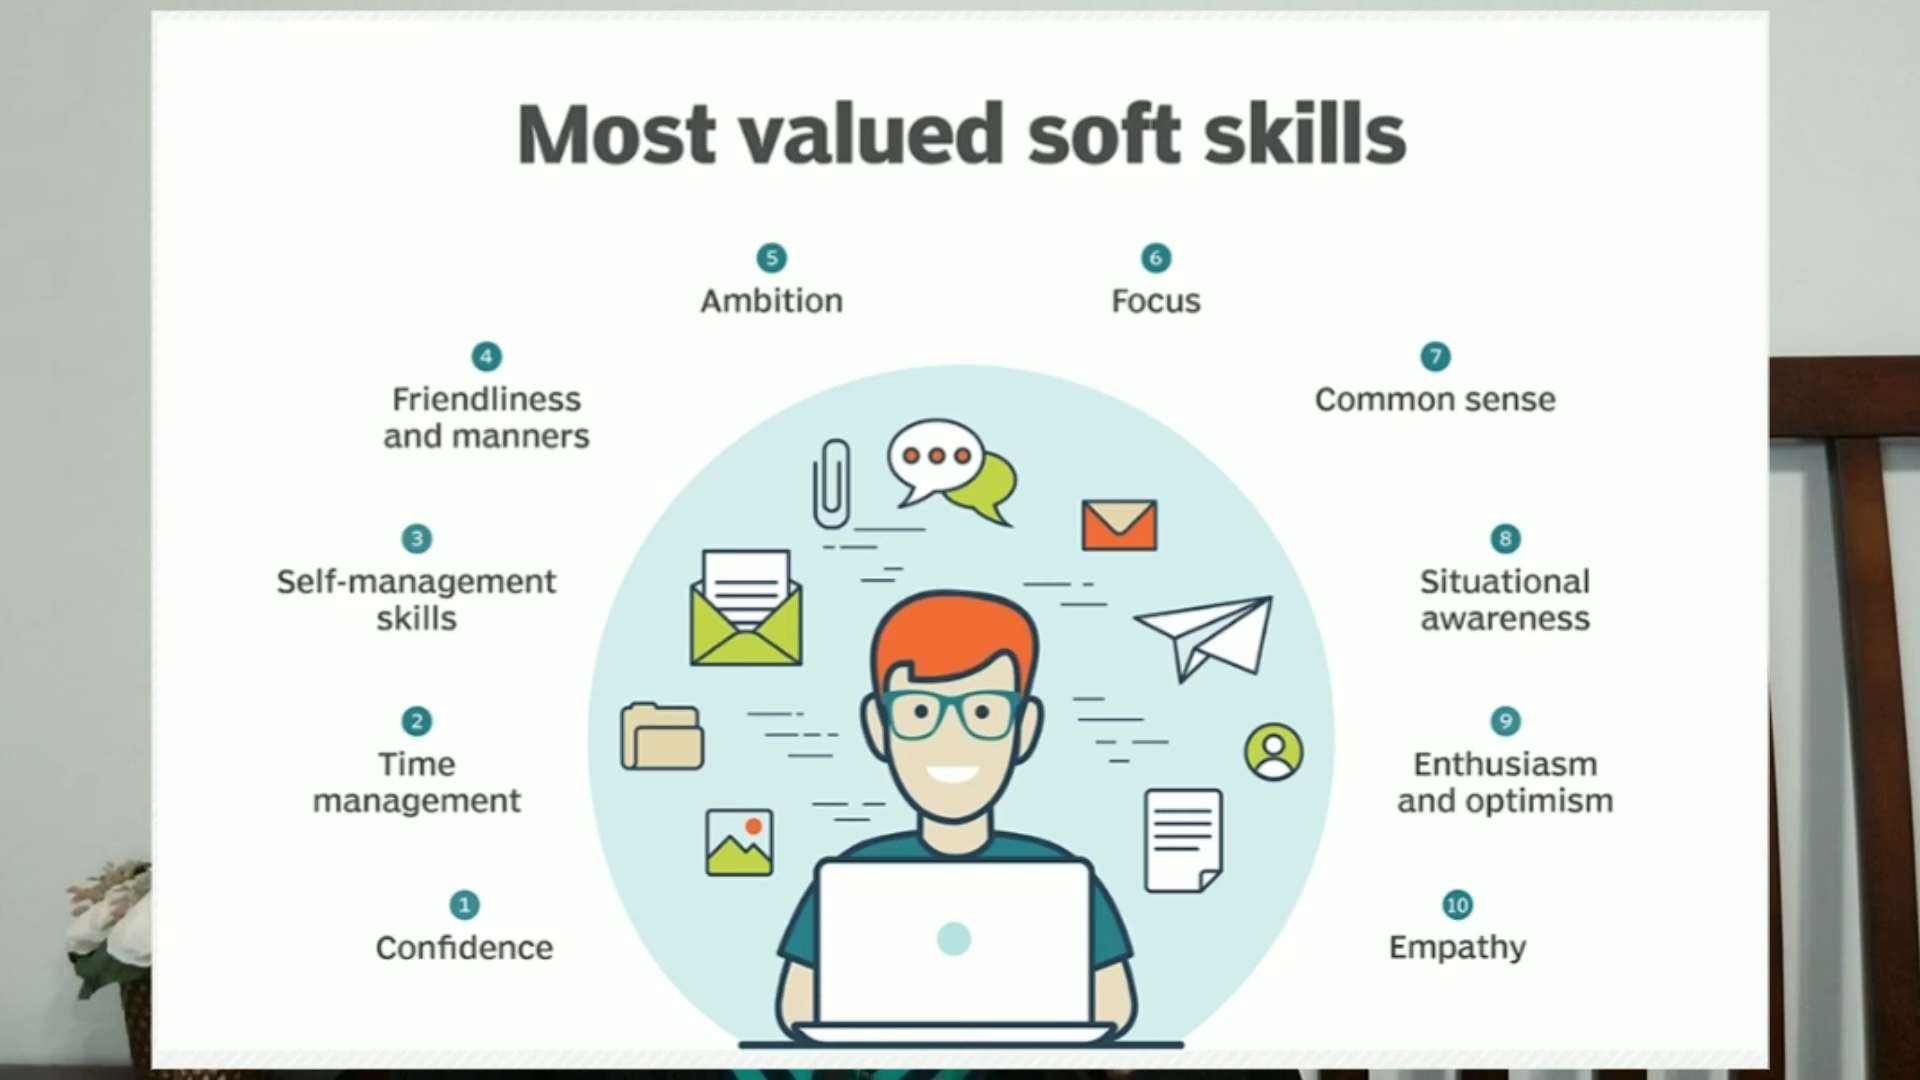 Most valued soft skills
5
Ambition
6
Focus
4
Friendliness
and manners
7
Common sense
3
Self-management
skills
8
Situational
awareness
2
Time
management
9
Enthusiasm
and optimism
1
Confidence
10
Empathy